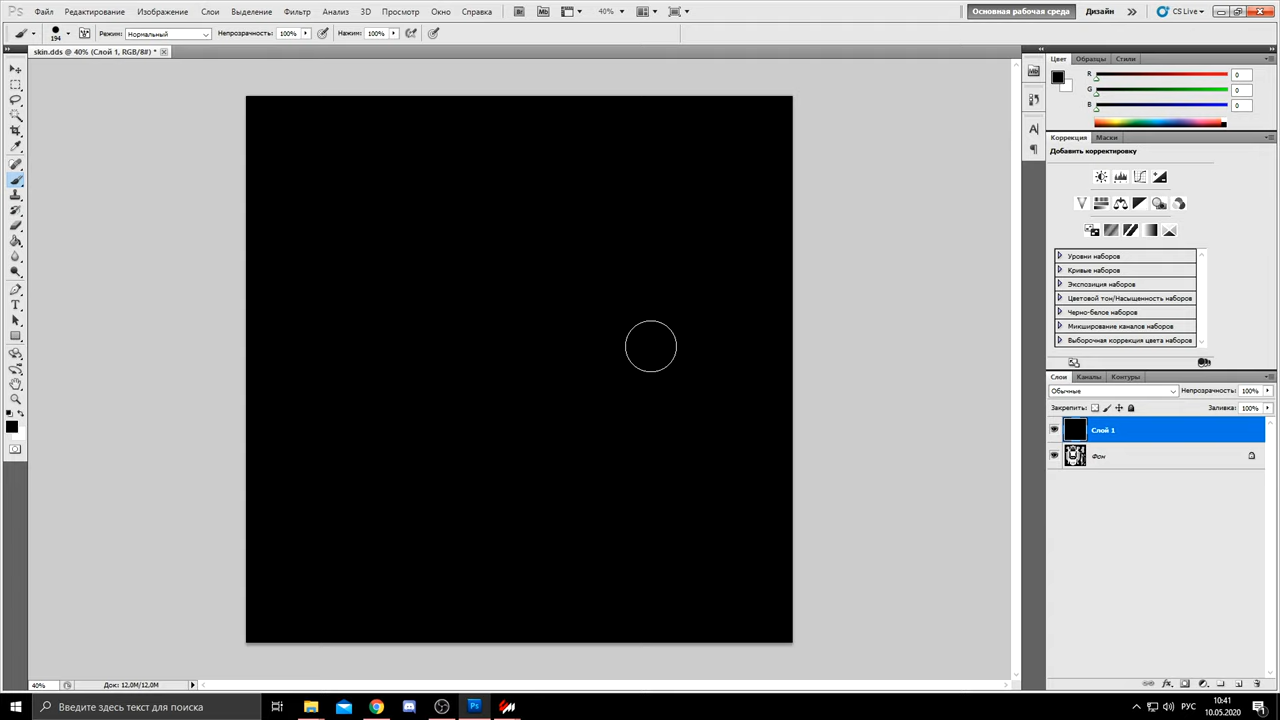 Ps Файл Редактирование Изображение Слои Выделение Фильтр Анализ 3D Просмотр Окно Справка Br Mb 40% Основная рабочая среда Дизайн CS Live
194 Режим: Нормальный Непрозрачность: 100% Нажим: 100%
skin.dds @ 40% (Слой 1, RGB/8#) *
Цвет Образцы Стили
R 0
G 0
B 0
Коррекция Маски
Добавить корректировку
Уровни наборов
Кривые наборов
Экспозиция наборов
Цветовой тон/Насыщенность наборов
Черно-белое наборов
Микширование каналов наборов
Выборочная коррекция цвета наборов
Слои Каналы Контуры
Обычные Непрозрачность: 100%
Закрепить: Заливка: 100%
Слой 1
Фон
40% Док: 12,0M/12,0M
Введите здесь текст для поиска
РУС
10:41
10.05.2020